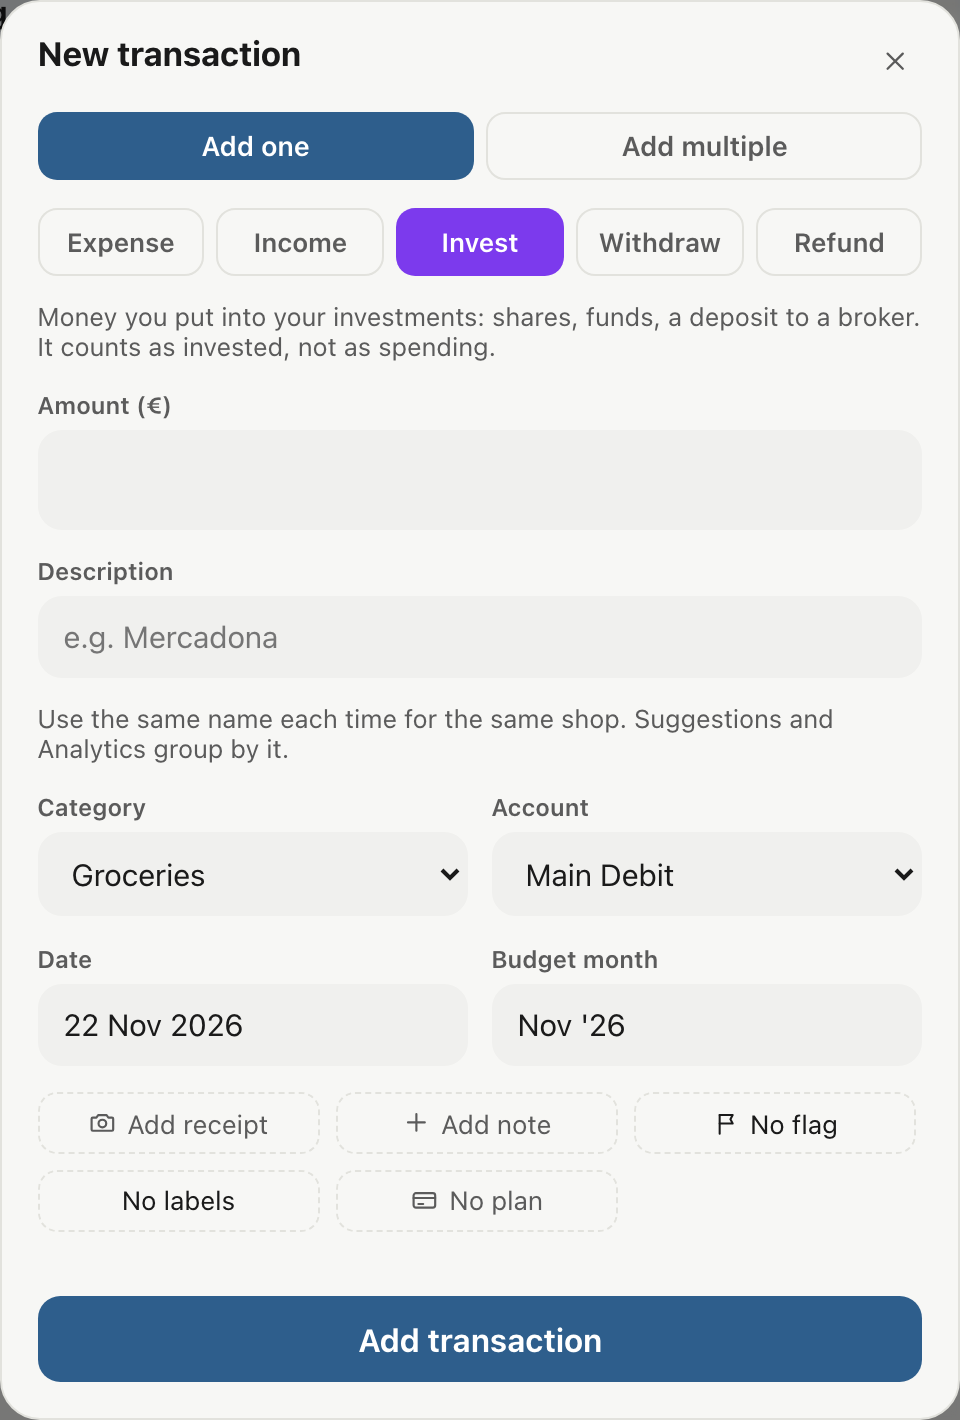 New transaction
Add one
Add multiple
Expense
Income
Invest
Withdraw
Refund
Money you put into your investments: shares, funds, a deposit to a broker.
It counts as invested, not as spending.
Amount (€)
Description
e.g. Mercadona
Use the same name each time for the same shop. Suggestions and
Analytics group by it.
Category
Account
Groceries
Main Debit
Date
Budget month
22 Nov 2026
Nov '26
Add receipt
Add note
No flag
No labels
No plan
Add transaction